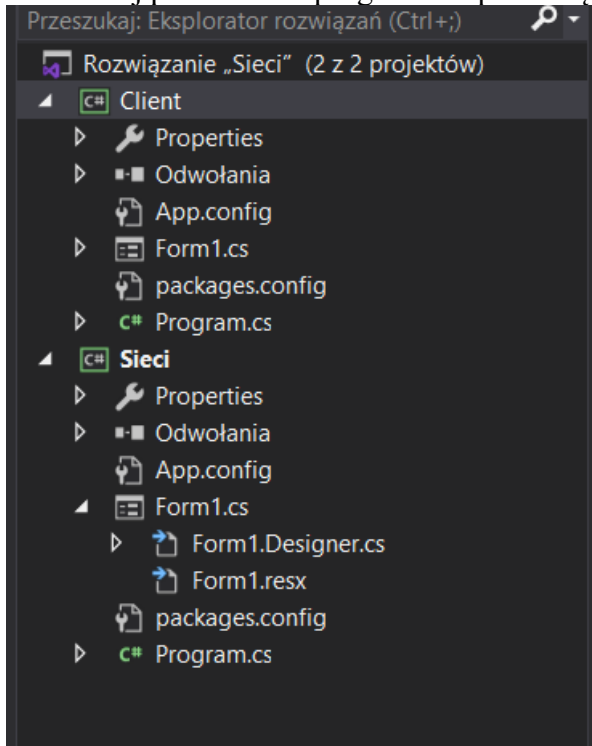 Przeszukaj: Eksplorator rozwiązań (Ctrl+;)
Rozwiązanie „Sieci” (2 z 2 projektów)
C# Client
Properties
Odwołania
App.config
Form1.cs
packages.config
C# Program.cs
C# Sieci
Properties
Odwołania
App.config
Form1.cs
Form1.Designer.cs
Form1.resx
packages.config
C# Program.cs